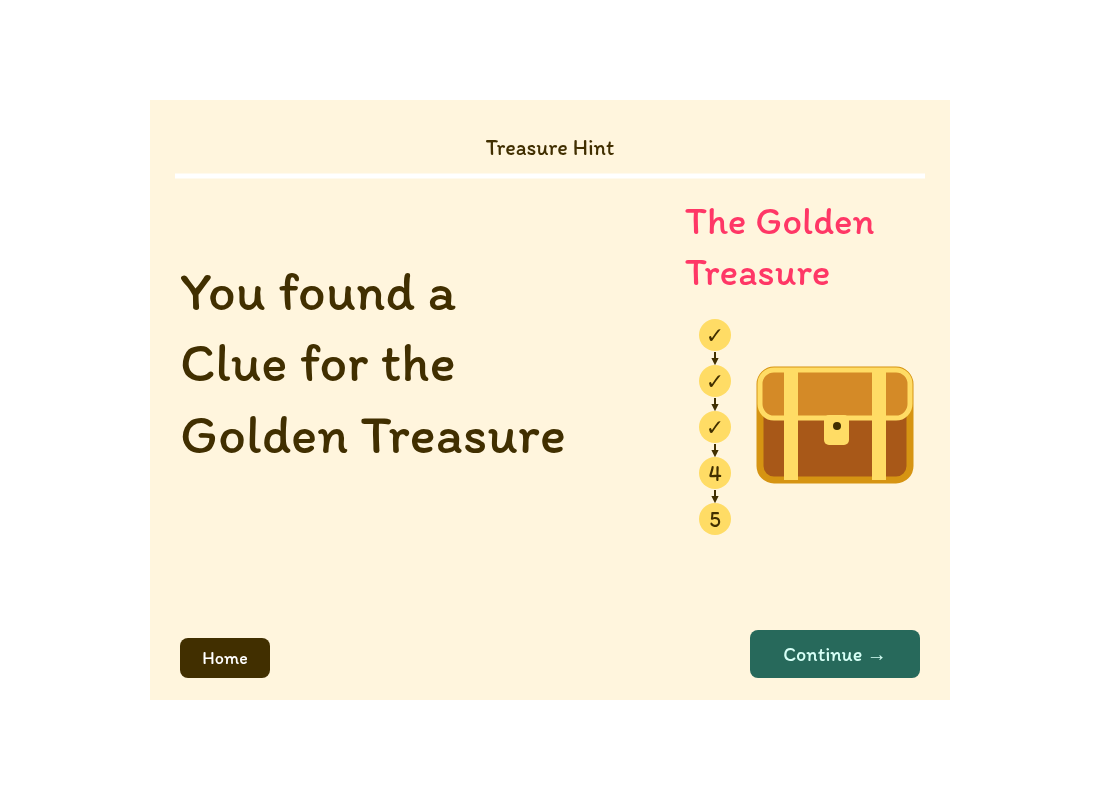 Treasure Hint
You found a
Clue for the
Golden Treasure
The Golden
Treasure
✓
✓
✓
4
5
Home
Continue →